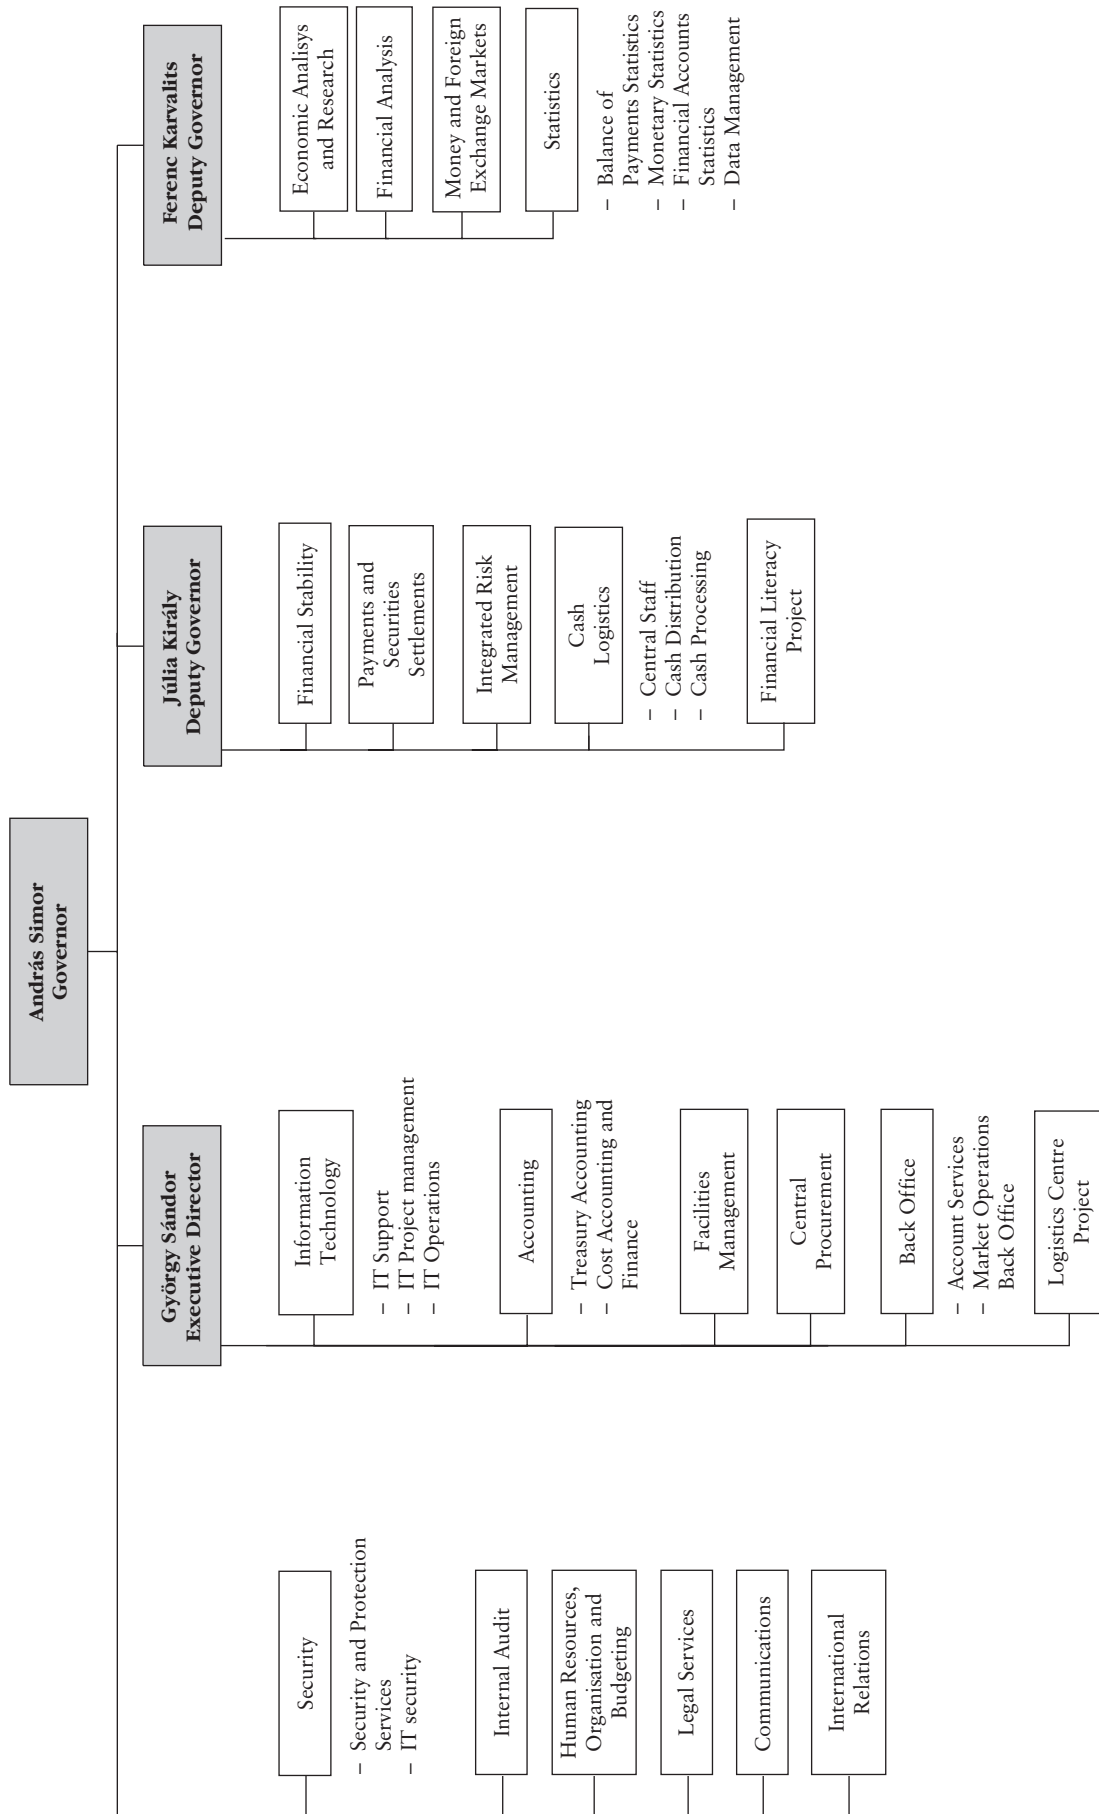 András Simor
Governor
György Sándor
Executive Director
Júlia Király
Deputy Governor
Ferenc Karvalits
Deputy Governor
Security
– Security and Protection
Services
– IT security
Internal Audit
Human Resources,
Organisation and
Budgeting
Legal Services
Communications
International
Relations
Information
Technology
– IT Support
– IT Project management
– IT Operations
Accounting
– Treasury Accounting
– Cost Accounting and
Finance
Facilities
Management
Central
Procurement
Back Office
– Account Services
– Market Operations
Back Office
Logistics Centre
Project
Financial Stability
Payments and
Securities
Settlements
Integrated Risk
Management
Cash
Logistics
– Central Staff
– Cash Distribution
– Cash Processing
Financial Literacy
Project
Economic Analisys
and Research
Financial Analysis
Money and Foreign
Exchange Markets
Statistics
– Balance of
Payments Statistics
– Monetary Statistics
– Financial Accounts
Statistics
– Data Management